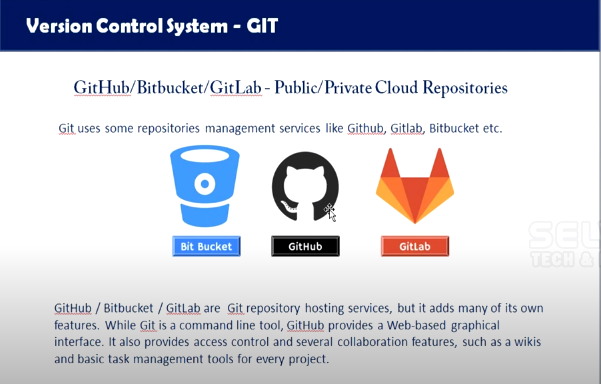 Version Control System - GIT
GitHub/Bitbucket/GitLab - Public/Private Cloud Repositories
Git uses some repositories management services like Github, Gitlab, Bitbucket etc.
Bit Bucket
GitHub
GitLab
SEL
TECH &
GitHub / Bitbucket / GitLab are Git repository hosting services, but it adds many of its own
features. While Git is a command line tool, GitHub provides a Web-based graphical
interface. It also provides access control and several collaboration features, such as a wikis
and basic task management tools for every project.